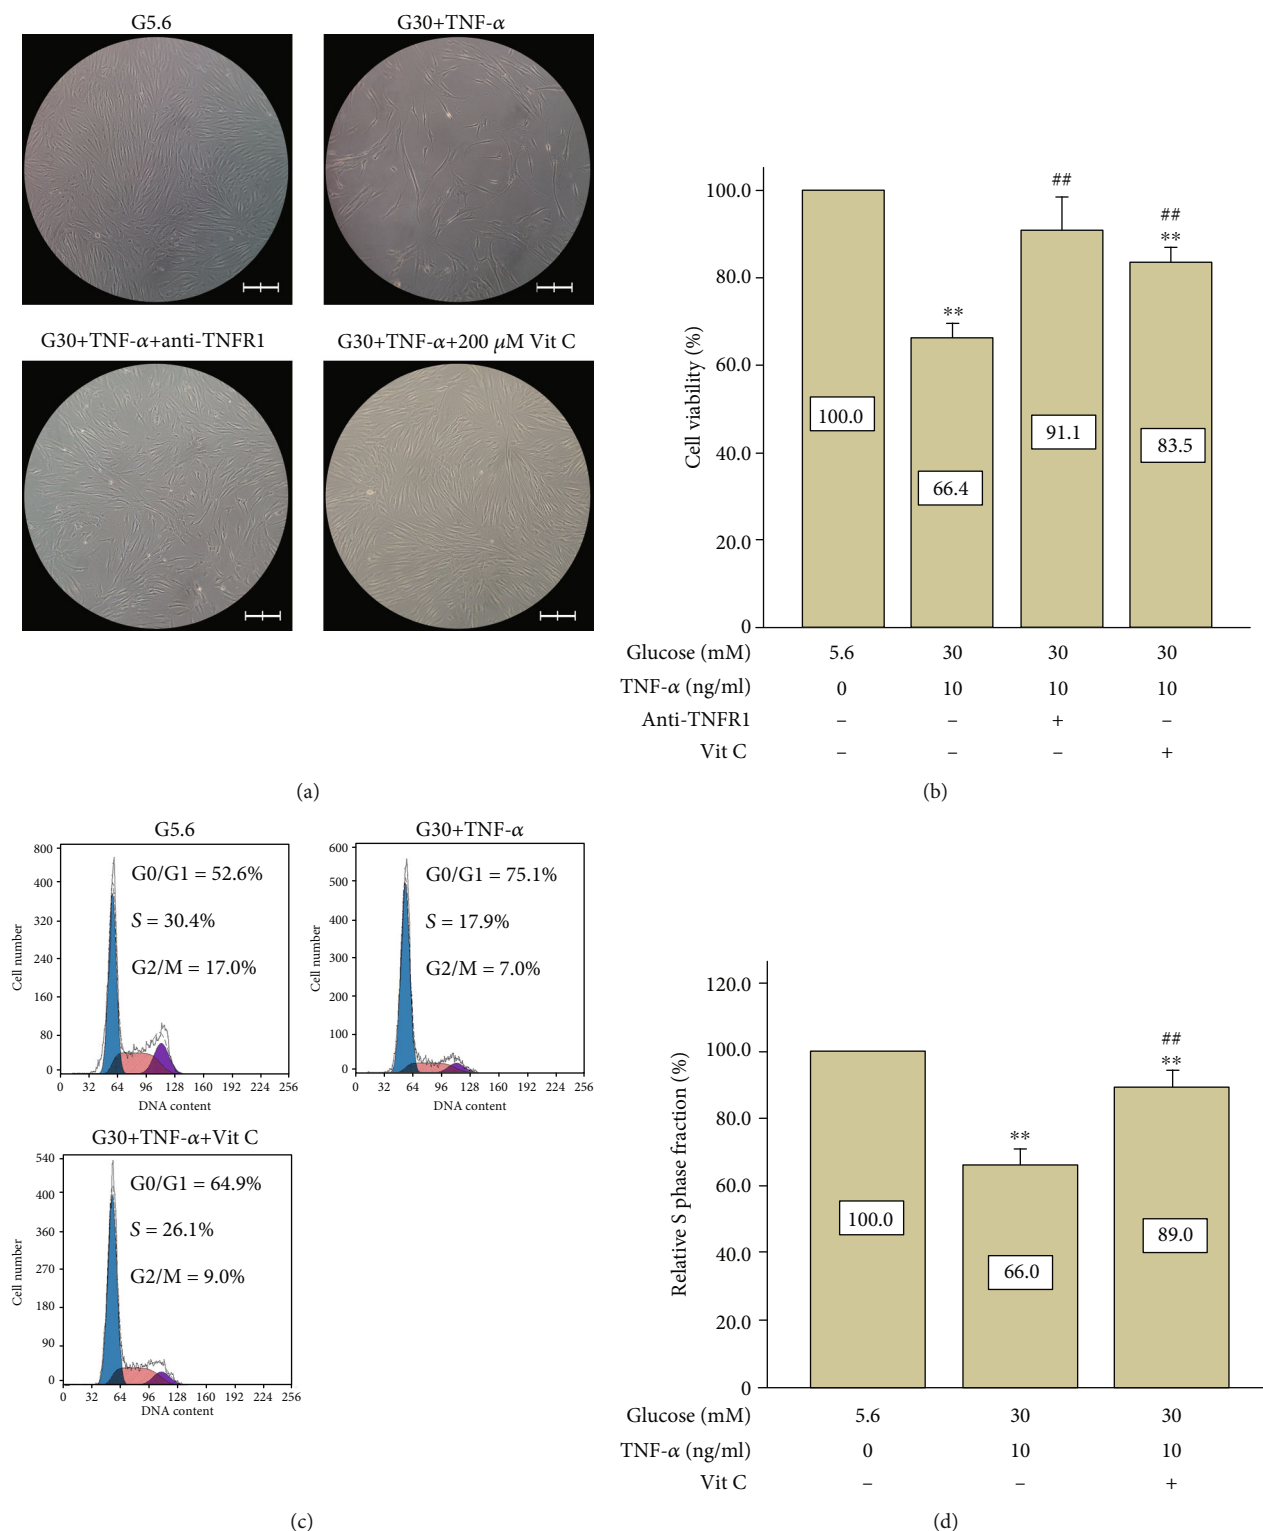 G5.6
G30+TNF-α
G30+TNF-α+anti-TNFR1
G30+TNF-α+200 μM Vit C
(a)
Cell viability (%)
100.0
80.0
60.0
40.0
20.0
0
100.0
**
66.4
##
91.1
##
**
83.5
Glucose (mM) 5.6 30 30 30
TNF-α (ng/ml) 0 10 10 10
Anti-TNFR1 – – + –
Vit C – – – +
(b)
G5.6
Cell number
800
400
320
240
160
80
0
G0/G1 = 52.6%
S = 30.4%
G2/M = 17.0%
0 32 64 96 128 160 192 224 256
DNA content
G30+TNF-α
Cell number
600
500
400
300
200
100
0
G0/G1 = 75.1%
S = 17.9%
G2/M = 7.0%
0 32 64 96 128 160 192 224 256
DNA content
G30+TNF-α+Vit C
Cell number
540
400
360
270
180
90
0
G0/G1 = 64.9%
S = 26.1%
G2/M = 9.0%
0 32 64 96 128 160 192 224 256
DNA content
(c)
Relative S phase fraction (%)
120.0
100.0
80.0
60.0
40.0
20.0
0
100.0
**
66.0
##
**
89.0
Glucose (mM) 5.6 30 30
TNF-α (ng/ml) 0 10 10
Vit C – – +
(d)